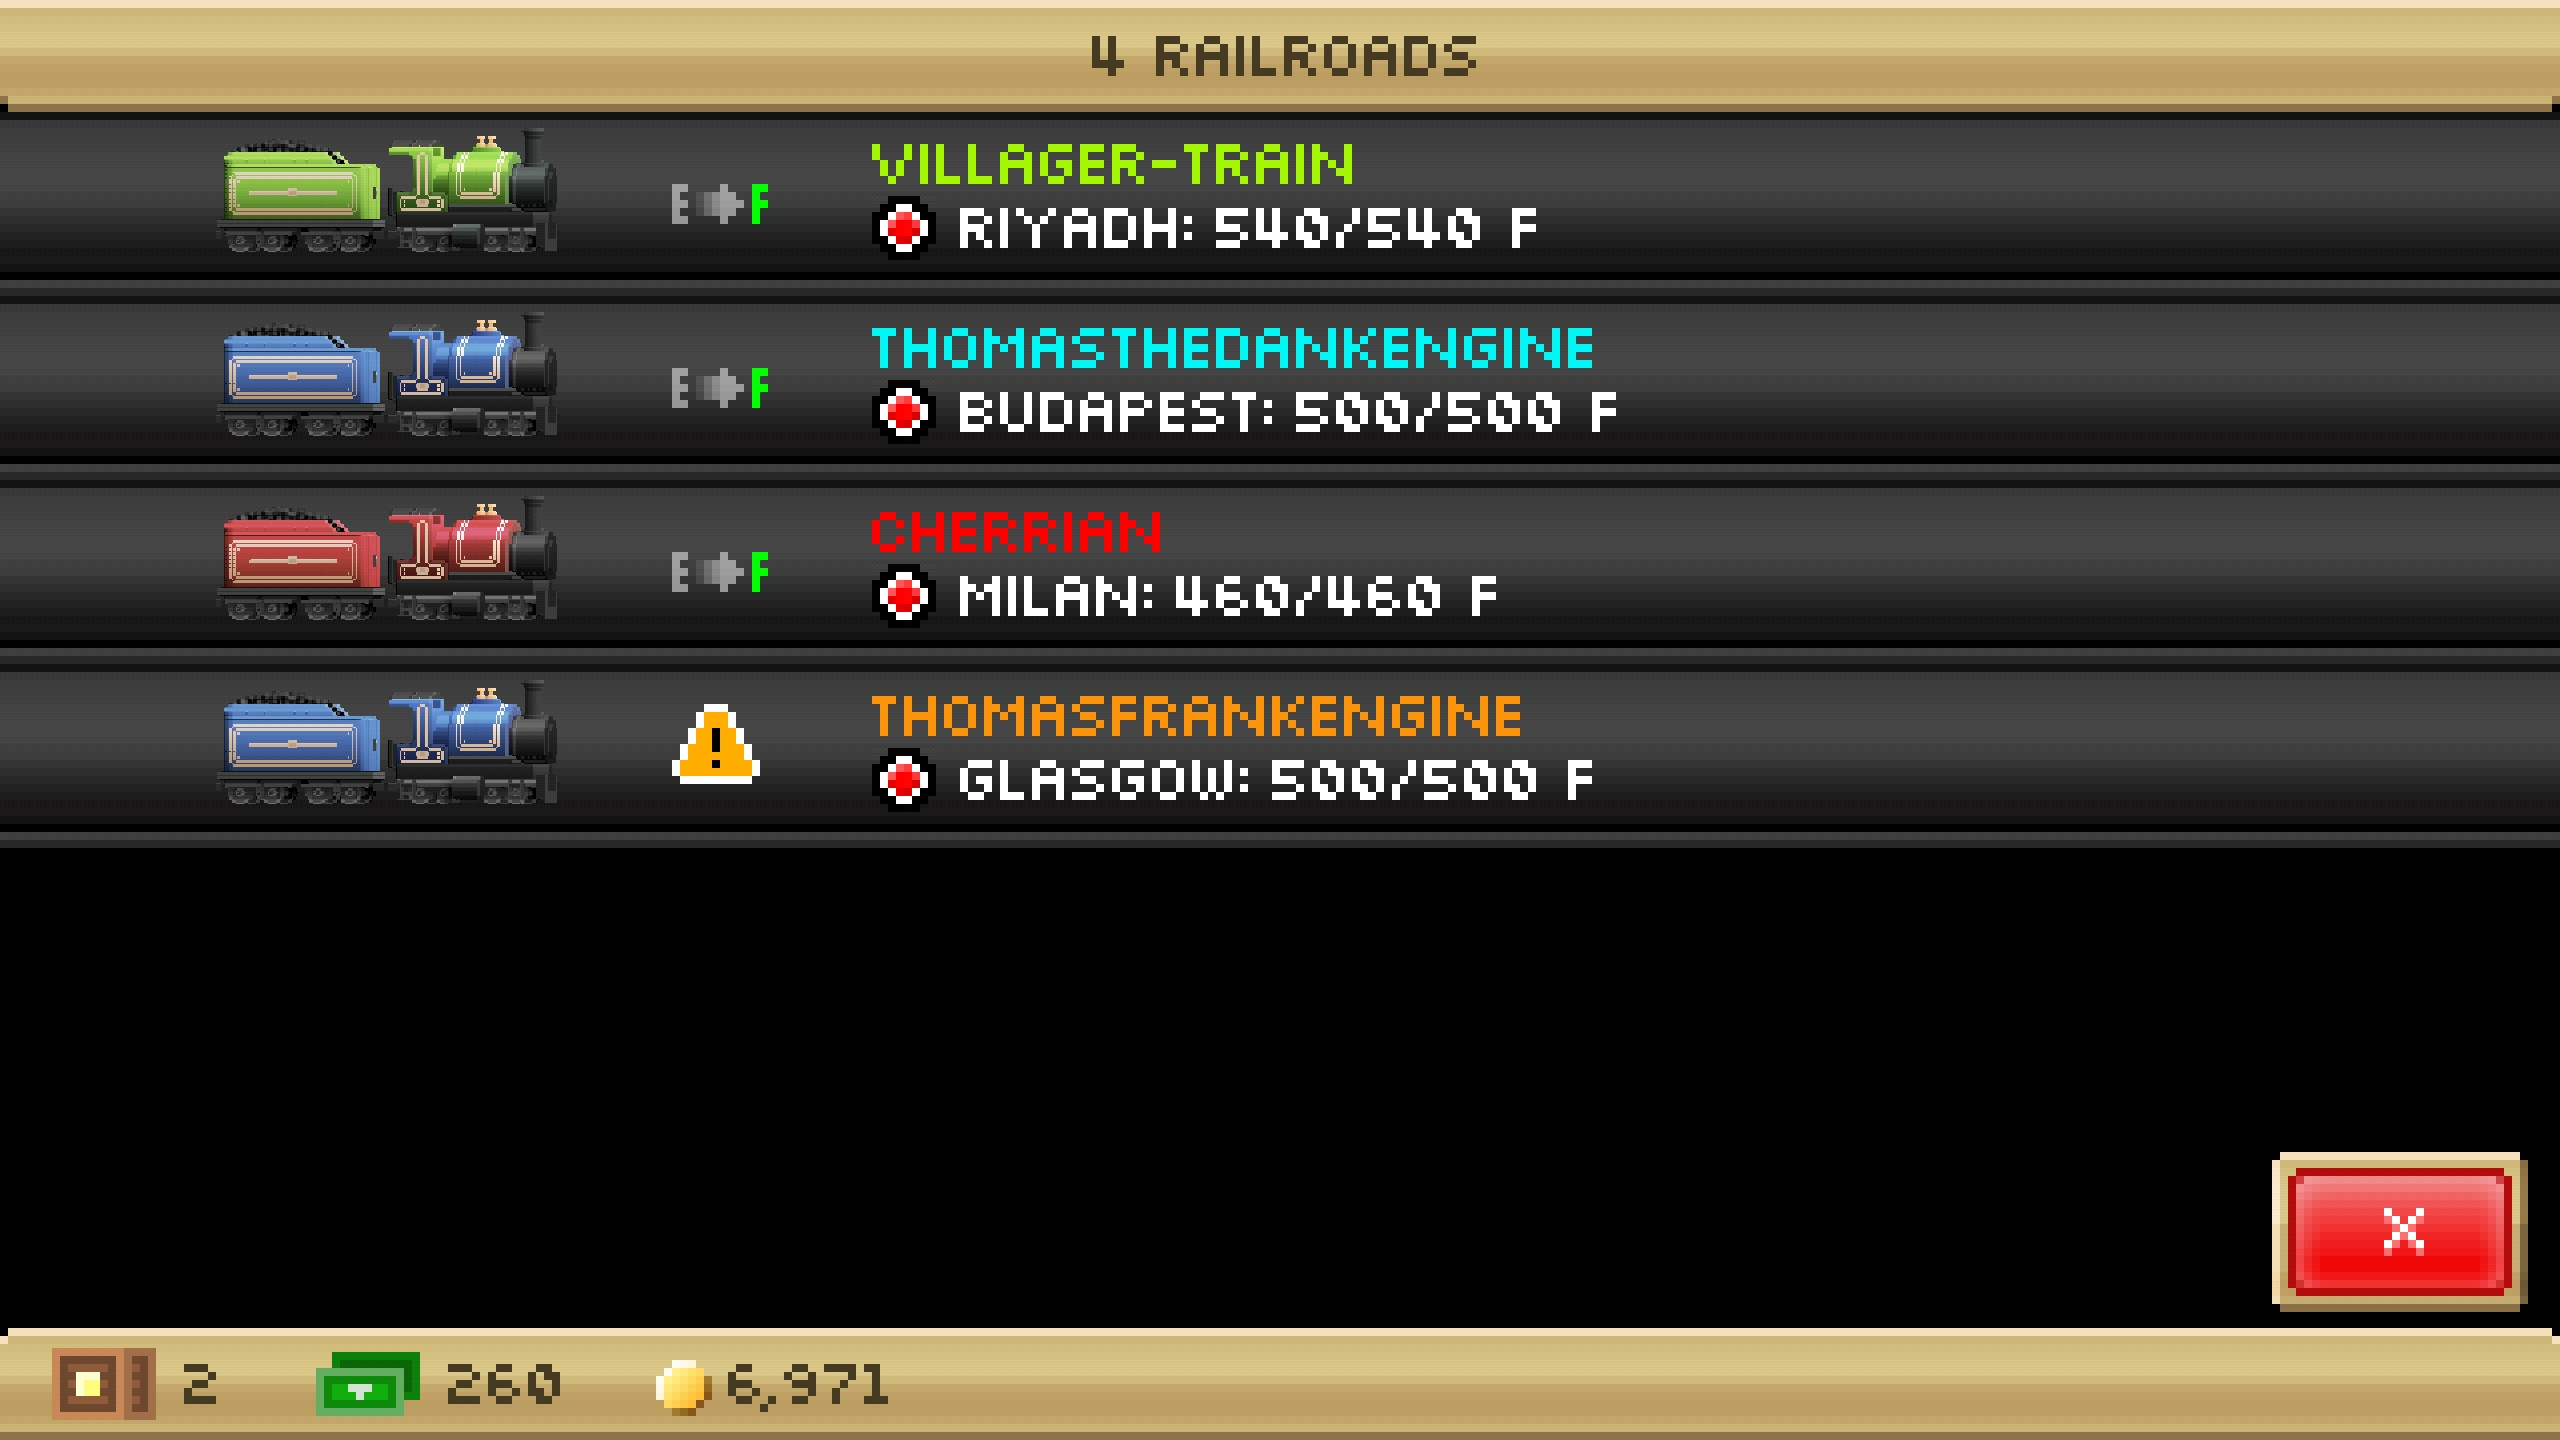 4 RAILROADS
E F
VILLAGER-TRAIN
RIYADH: 540/540 F
E F
THOMASTHEDANKENGINE
BUDAPEST: 500/500 F
E F
CHERRIAN
MILAN: 460/460 F
!
THOMASFRANKENGINE
GLASGOW: 500/500 F
X
2 260 6,971